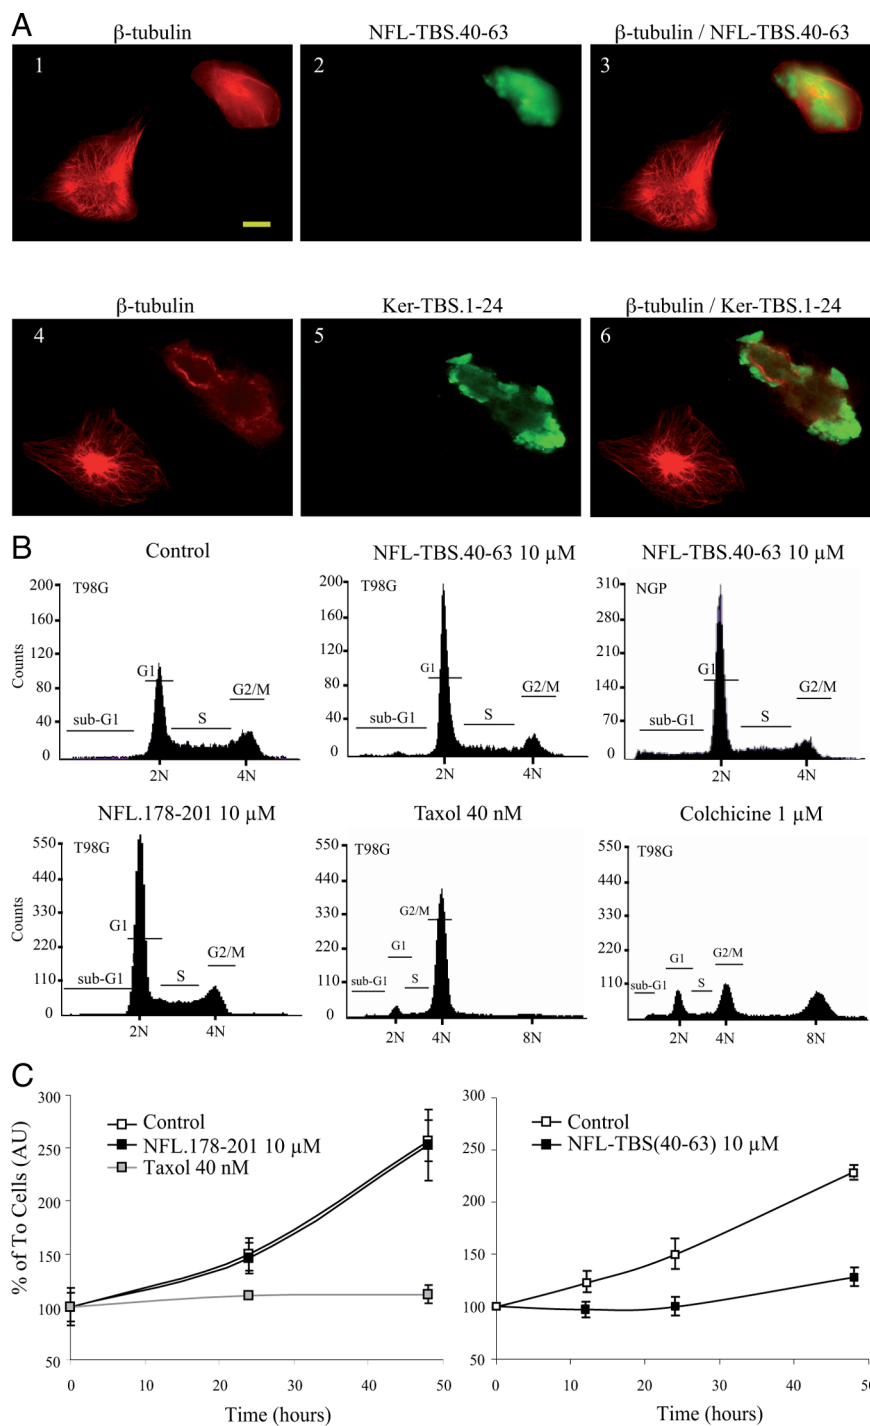 A
β-tubulin
NFL-TBS.40-63
β-tubulin / NFL-TBS.40-63
1
2
3
β-tubulin
Ker-TBS.1-24
β-tubulin / Ker-TBS.1-24
4
5
6
B
Control
T98G
Counts
200
160
120
80
40
0
sub-G1
G1
S
G2/M
2N
4N
NFL-TBS.40-63 10 µM
T98G
200
160
120
80
40
0
sub-G1
G1
S
G2/M
2N
4N
NFL-TBS.40-63 10 µM
NGP
310
280
210
140
70
0
sub-G1
G1
S
G2/M
2N
4N
NFL.178-201 10 µM
T98G
Counts
550
440
330
220
110
0
sub-G1
G1
S
G2/M
2N
4N
Taxol 40 nM
T98G
550
440
330
220
110
0
sub-G1
G1
S
G2/M
2N
4N
8N
Colchicine 1 µM
T98G
550
440
330
220
110
0
sub-G1
G1
S
G2/M
2N
4N
8N
C
% of To Cells (AU)
300
250
200
150
100
50
Control
NFL.178-201 10 µM
Taxol 40 nM
0
10
20
30
40
50
Time (hours)
300
250
200
150
100
50
Control
NFL-TBS(40-63) 10 µM
0
10
20
30
40
50
Time (hours)